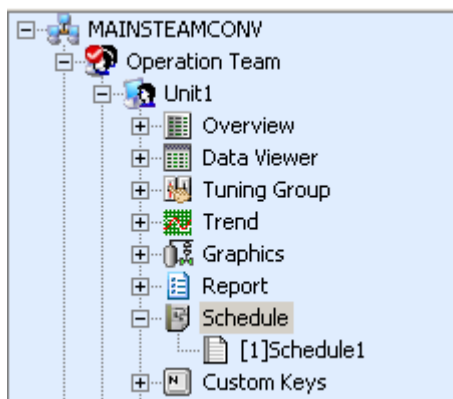 MAINSTEAMCONV
Operation Team
Unit1
Overview
Data Viewer
Tuning Group
Trend
Graphics
Report
Schedule
[1]Schedule1
Custom Keys